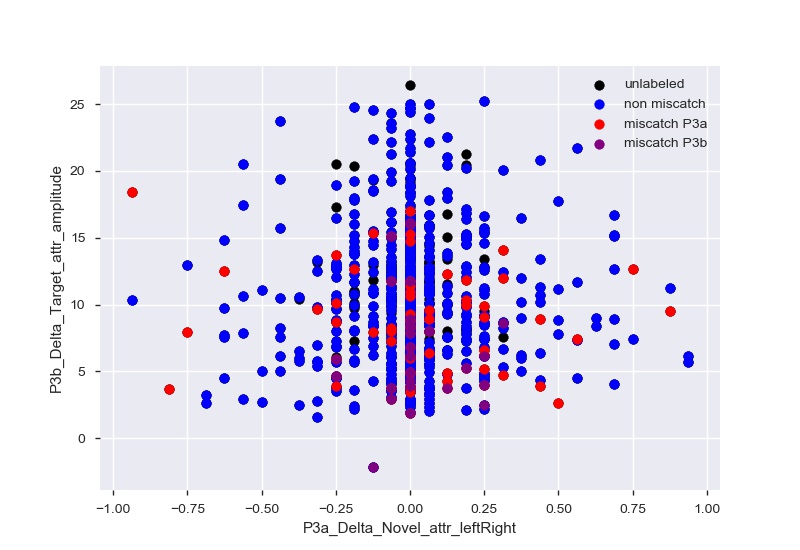 unlabeled
non miscatch
miscatch P3a
miscatch P3b
25
20
15
10
5
0
P3b_Delta_Target_attr_amplitude
−1.00 −0.75 −0.50 −0.25 0.00 0.25 0.50 0.75 1.00
P3a_Delta_Novel_attr_leftRight